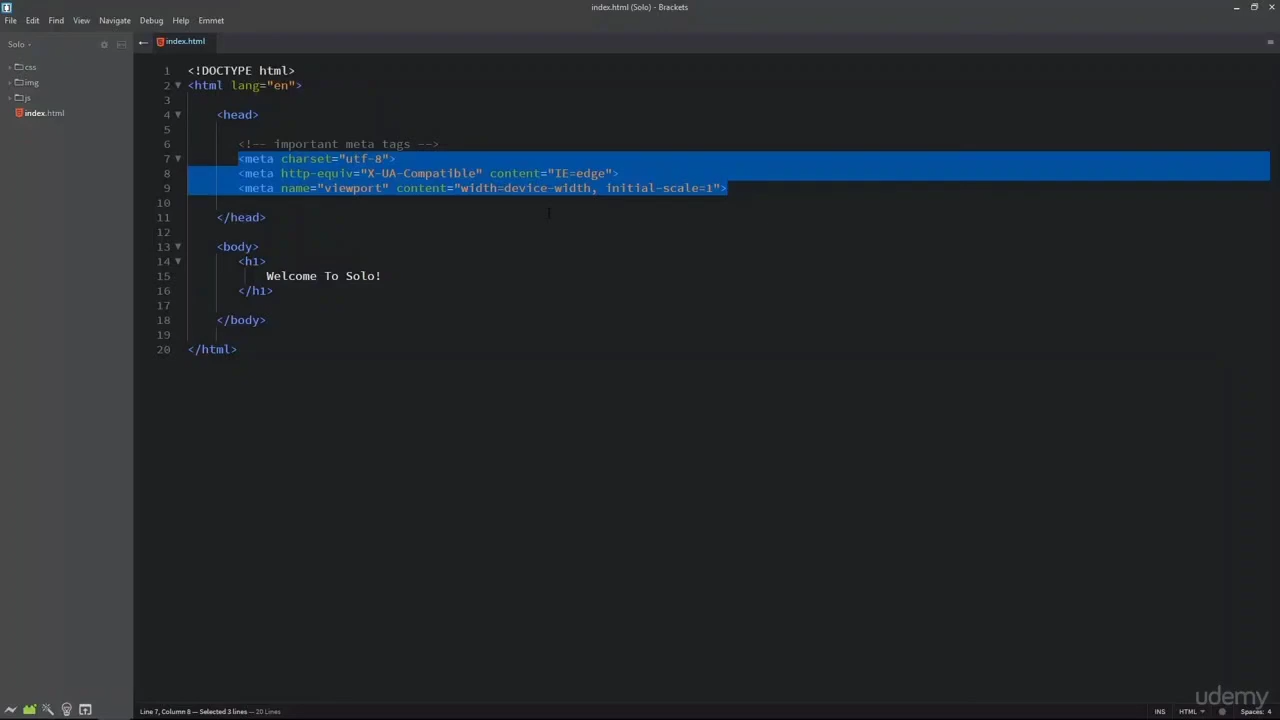 index.html (Solo) - Brackets
File Edit Find View Navigate Debug Help Emmet
Solo
index.html
css
img
js
index.html
1 <!DOCTYPE html>
2 <html lang="en">
3
4 <head>
5
6 <!-- important meta tags -->
7 <meta charset="utf-8">
8 <meta http-equiv="X-UA-Compatible" content="IE=edge">
9 <meta name="viewport" content="width=device-width, initial-scale=1">
10
11 </head>
12
13 <body>
14 <h1>
15 Welcome To Solo!
16 </h1>
17
18 </body>
19
20 </html>
udemy
Line 7, Column 8 — Selected 3 lines — 20 Lines
INS HTML Spaces: 4